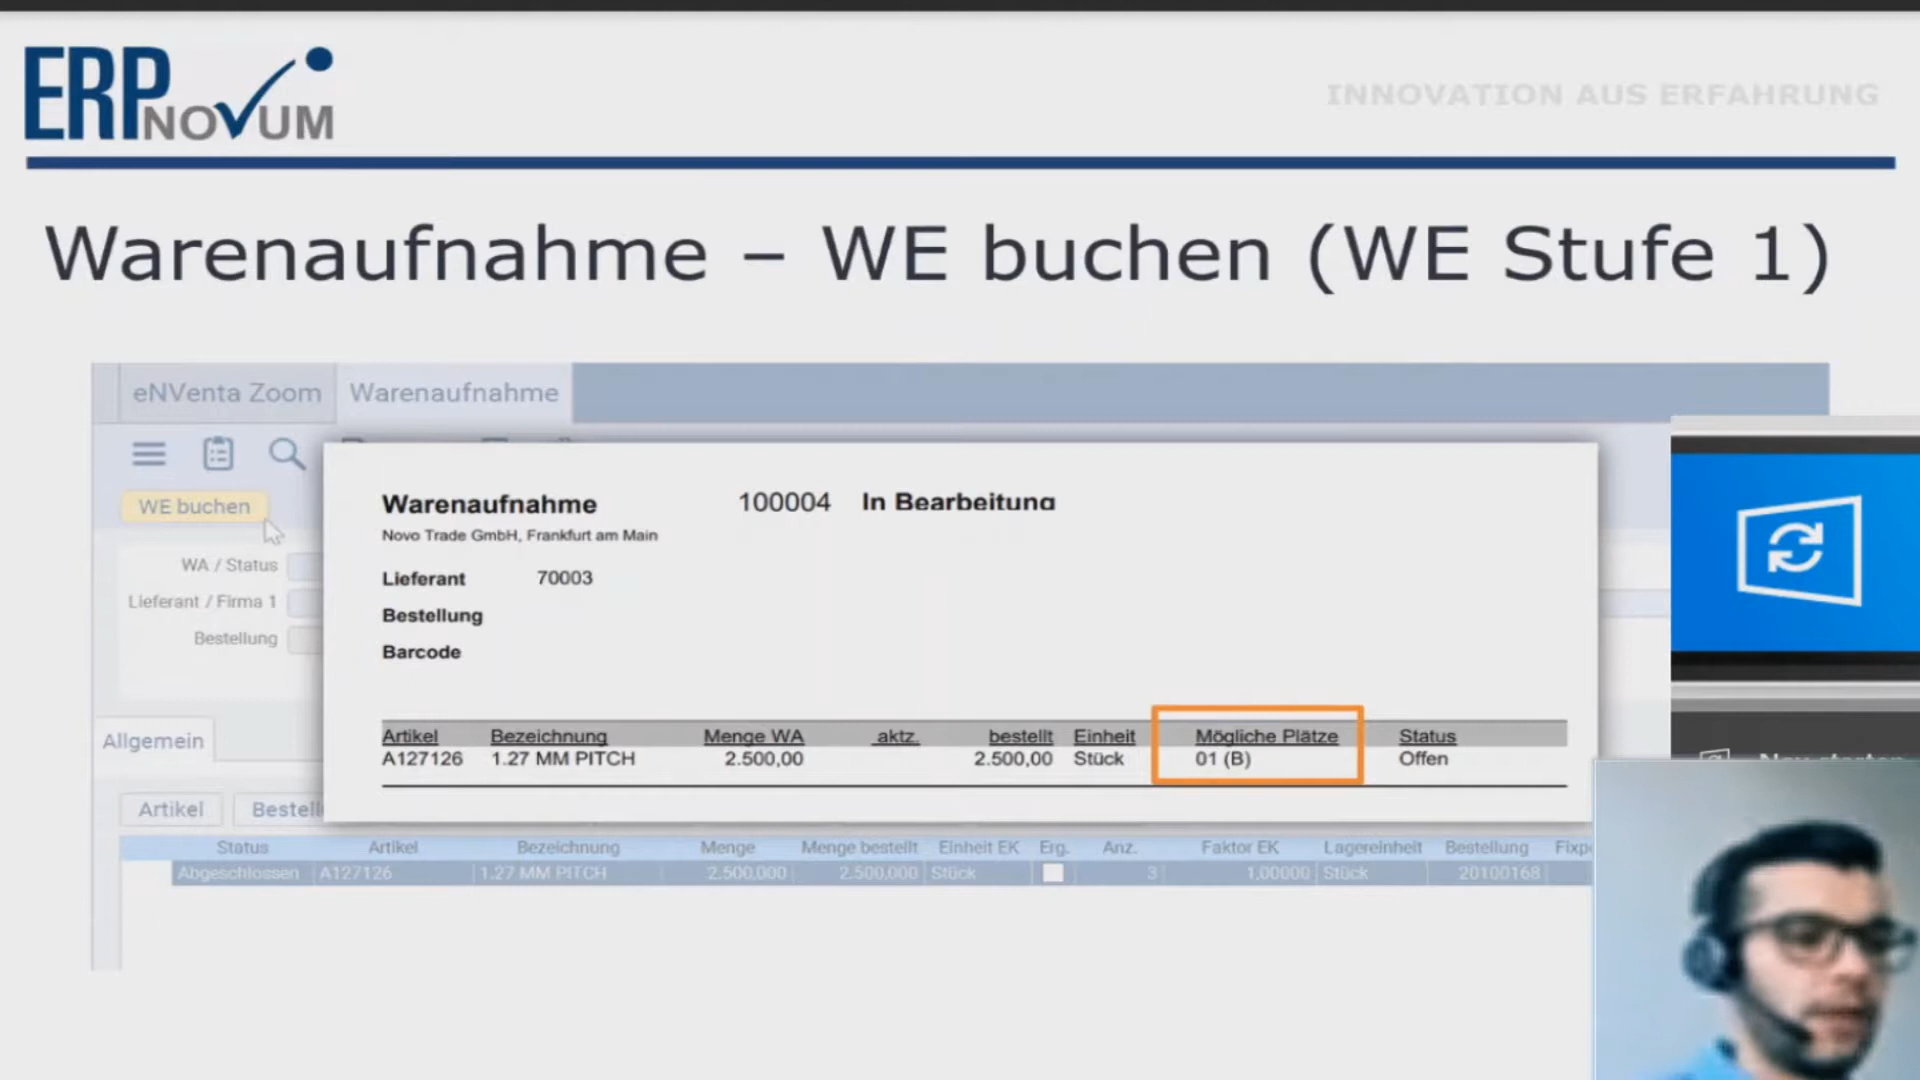 ERP NOVUM
INNOVATION AUS ERFAHRUNG
Warenaufnahme – WE buchen (WE Stufe 1)
eNVenta Zoom Warenaufnahme
WE buchen
WA / Status
Lieferant / Firma 1
Bestellung
Warenaufnahme 100004 In Bearbeitung
Novo Trade GmbH, Frankfurt am Main
Lieferant 70003
Bestellung
Barcode
Artikel Bezeichnung Menge WA aktz. bestellt Einheit Mögliche Plätze Status
A127126 1.27 MM PITCH 2.500,00 2.500,00 Stück 01 (B) Offen
Allgemein
Artikel Bestell
Status Artikel Bezeichnung Menge Menge bestellt Einheit EK Erg. Anz. Faktor EK Lagereinheit Bestellung Fixp
Abgeschlossen A127126 1.27 MM PITCH 2.500,000 2.500,000 Stück 3 1,00000 Stück 20100168